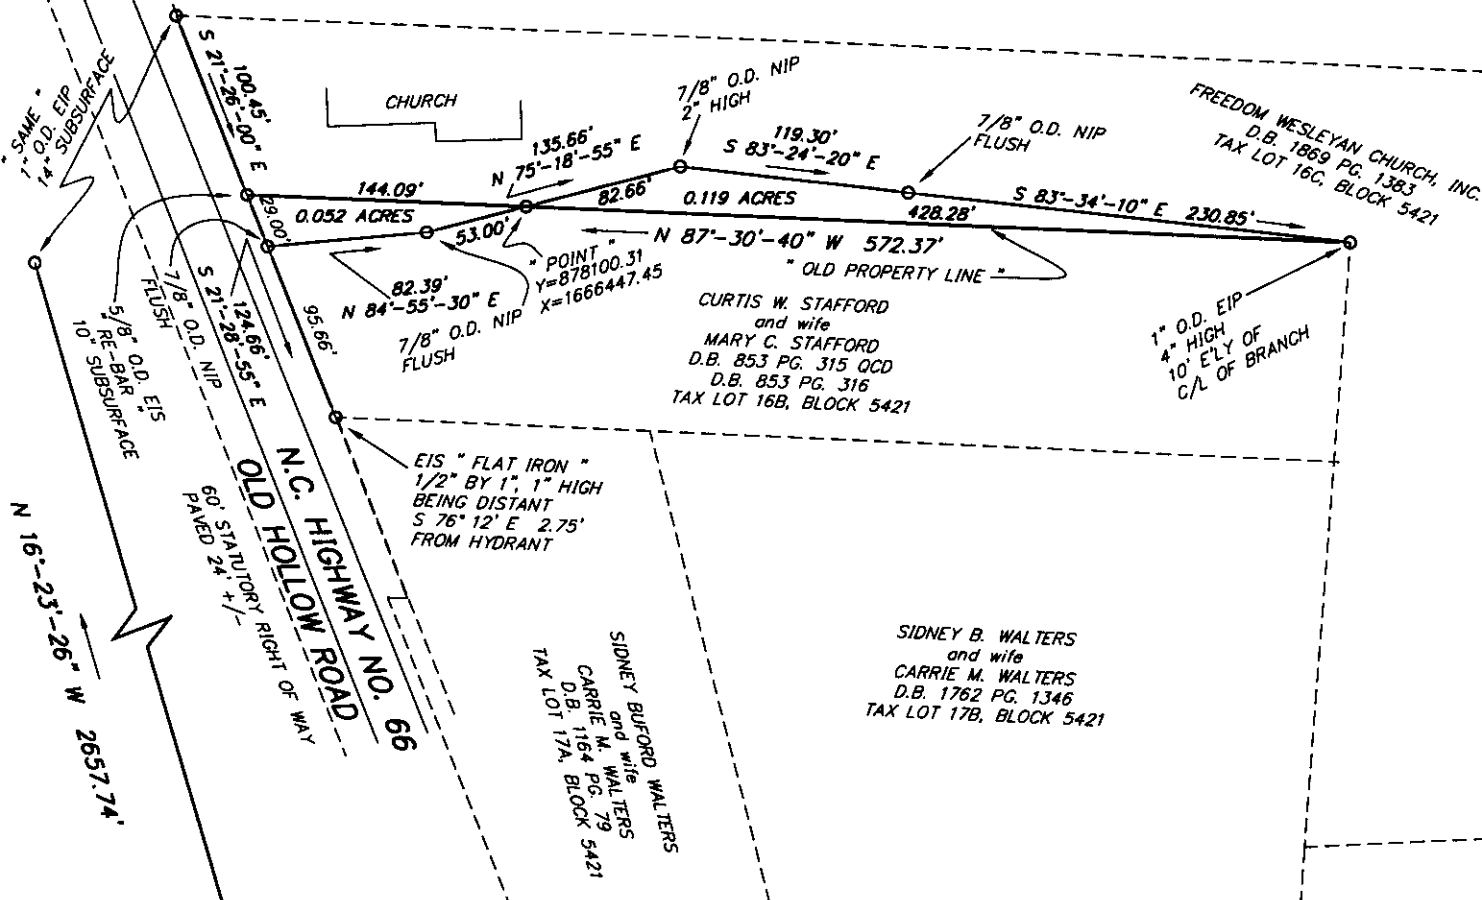 " SAME "
1" O.D. EIP
14" SUBSURFACE
100.45'
S 21°-26'-00" E
CHURCH
135.66'
N 75°-18'-55" E
7/8" O.D. NIP
2" HIGH
119.30'
S 83°-24'-20" E
7/8" O.D. NIP
FLUSH
FREEDOM WESLEYAN CHURCH, INC.
D.B. 1869 PG. 1383
TAX LOT 16C, BLOCK 5421
144.09'
0.052 ACRES
82.66'
0.119 ACRES
428.28'
S 83°-34'-10" E 230.85'
29.00'
53.00'
N 87°-30'-40" W 572.37'
" OLD PROPERTY LINE "
" POINT "
Y=878100.31
X=1666447.45
82.39'
N 84°-55'-30" E
7/8" O.D. NIP
FLUSH
95.66'
124.66'
S 21°-28'-55" E
7/8" O.D. NIP
FLUSH
5/8" O.D. EIS
" RE-BAR "
10" SUBSURFACE
CURTIS W. STAFFORD
and wife
MARY C. STAFFORD
D.B. 853 PG. 315 QCD
D.B. 853 PG. 316
TAX LOT 16B, BLOCK 5421
1" O.D. EIP
4" HIGH
10' E'LY OF
C/L OF BRANCH
EIS " FLAT IRON "
1/2" BY 1", 1" HIGH
BEING DISTANT
S 76° 12' E 2.75'
FROM HYDRANT
N.C. HIGHWAY NO. 66
OLD HOLLOW ROAD
60' STATUTORY RIGHT OF WAY
PAVED 24' +/-
N 16°-23'-26" W 2657.74'
SIDNEY BUFORD WALTERS
and wife
CARRIE M. WALTERS
D.B. 1164 PG. 79
TAX LOT 17A, BLOCK 5421
SIDNEY B. WALTERS
and wife
CARRIE M. WALTERS
D.B. 1762 PG. 1346
TAX LOT 17B, BLOCK 5421